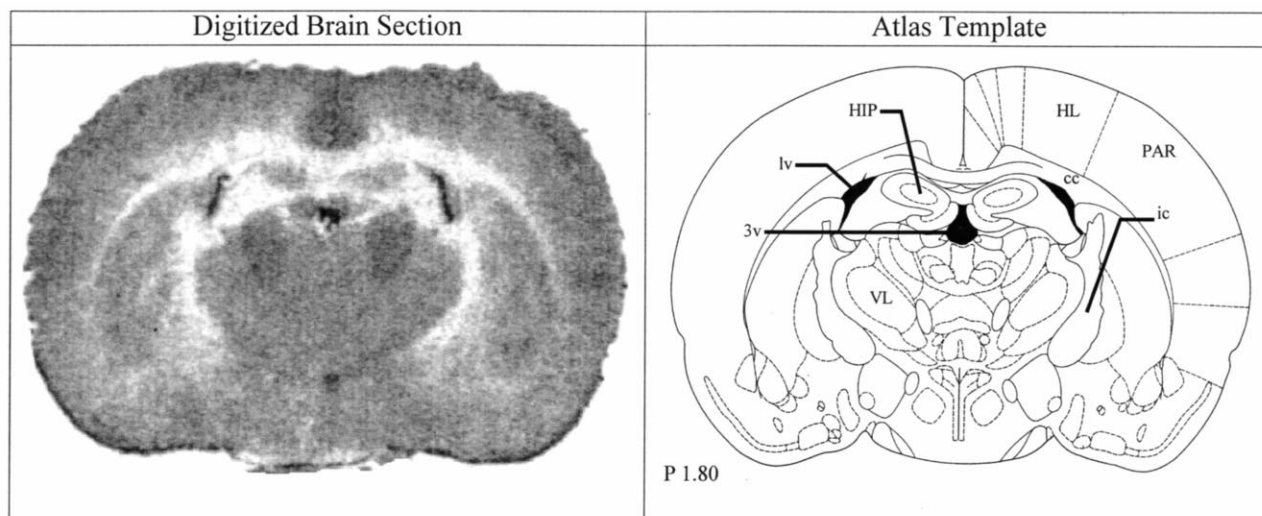 Digitized Brain Section
Atlas Template
HIP
HL
PAR
lv
cc
ic
3v
VL
P 1.80